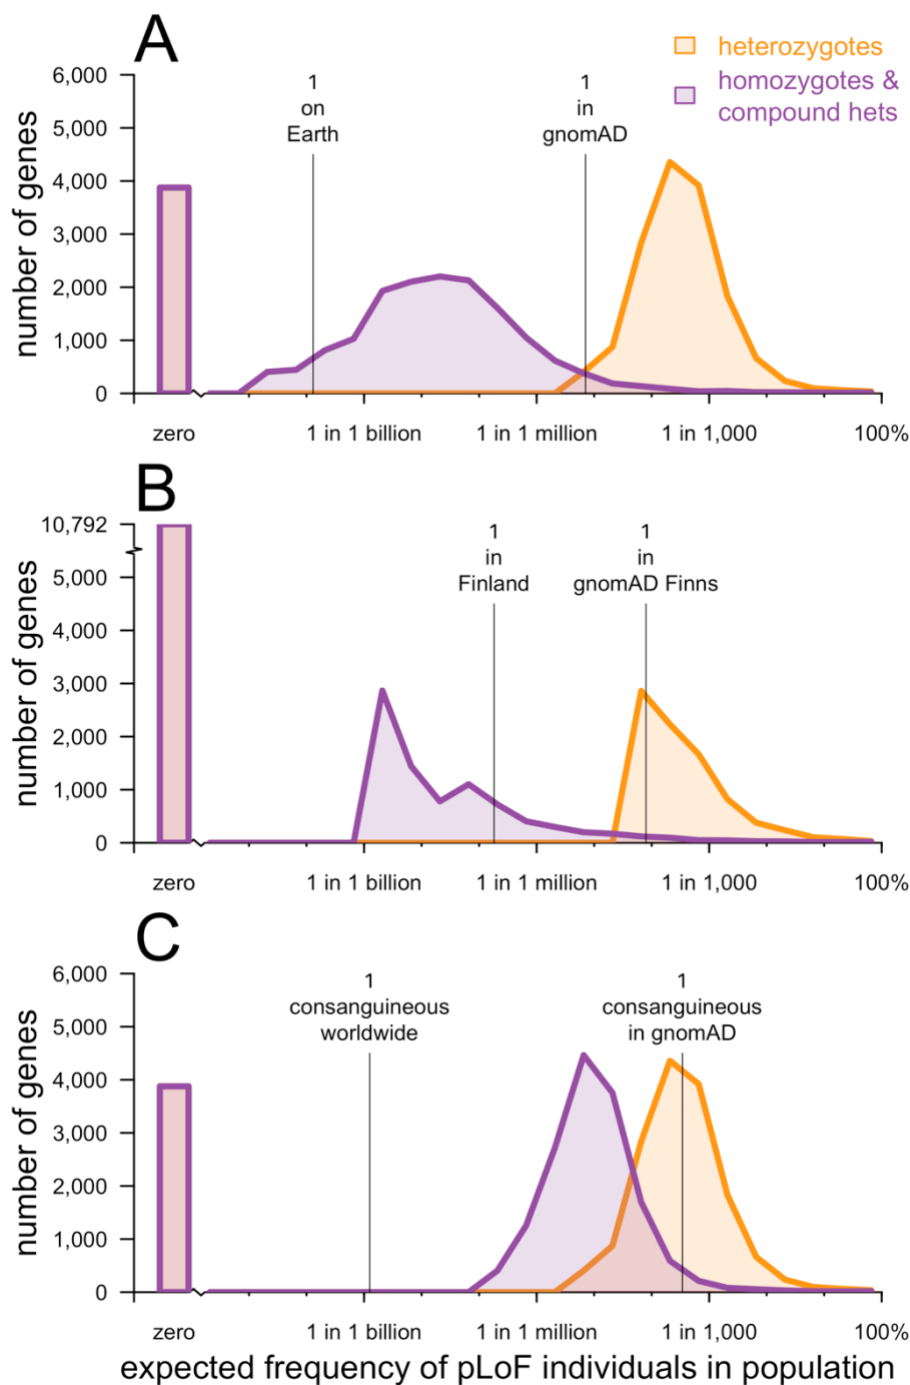 A
heterozygotes
homozygotes &
compound hets
1
on
Earth
1
in
gnomAD
number of genes
6,000
5,000
4,000
3,000
2,000
1,000
0
zero
1 in 1 billion
1 in 1 million
1 in 1,000
100%
B
1
in
Finland
1
in
gnomAD Finns
number of genes
10,792
5,000
4,000
3,000
2,000
1,000
0
zero
1 in 1 billion
1 in 1 million
1 in 1,000
100%
C
1
consanguineous
worldwide
1
consanguineous
in gnomAD
number of genes
6,000
5,000
4,000
3,000
2,000
1,000
0
zero
1 in 1 billion
1 in 1 million
1 in 1,000
100%
expected frequency of pLoF individuals in population